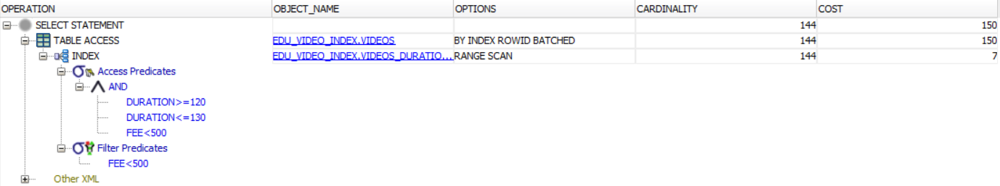 OPERATION OBJECT_NAME OPTIONS CARDINALITY COST
SELECT STATEMENT 144 150
TABLE ACCESS EDU_VIDEO_INDEX.VIDEOS BY INDEX ROWID BATCHED 144 150
INDEX EDU_VIDEO_INDEX.VIDEOS_DURATIO... RANGE SCAN 144 7
Access Predicates
AND
DURATION>=120
DURATION<=130
FEE<500
Filter Predicates
FEE<500
Other XML